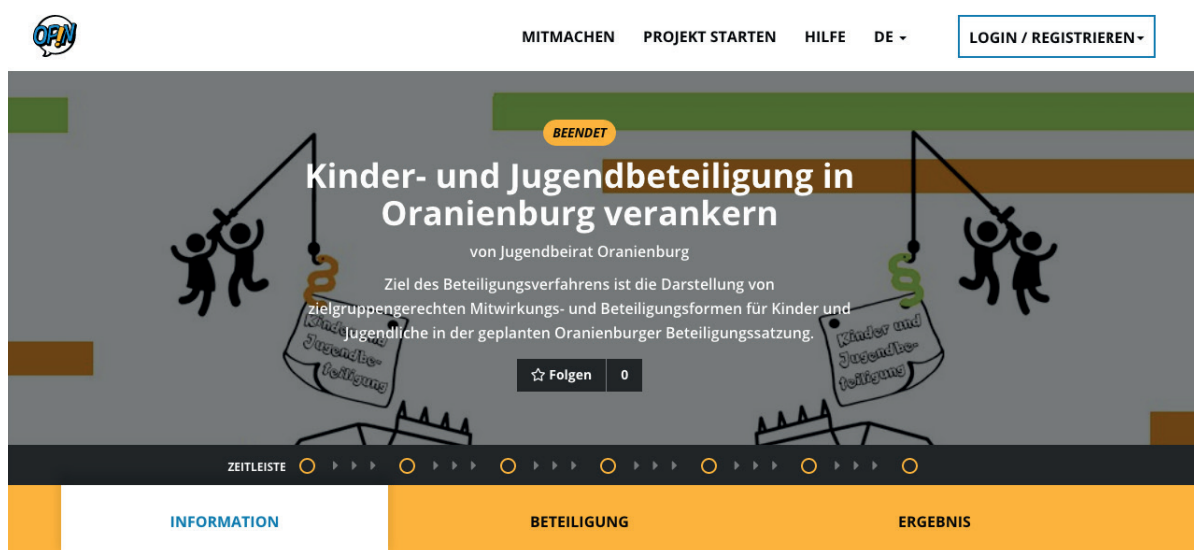 OPIN
MITMACHEN
PROJEKT STARTEN
HILFE
DE
LOGIN / REGISTRIEREN
BEENDET
Kinder- und Jugendbeteiligung in
Oranienburg verankern
von Jugendbeirat Oranienburg
Ziel des Beteiligungsverfahrens ist die Darstellung von
zielgruppengerechten Mitwirkungs- und Beteiligungsformen für Kinder und
Jugendliche in der geplanten Oranienburger Beteiligungssatzung.
§
Kinder und
Jugendbe-
teiligung
§
Kinder und
Jugendbe-
teiligung
Folgen
0
ZEITLEISTE
INFORMATION
BETEILIGUNG
ERGEBNIS